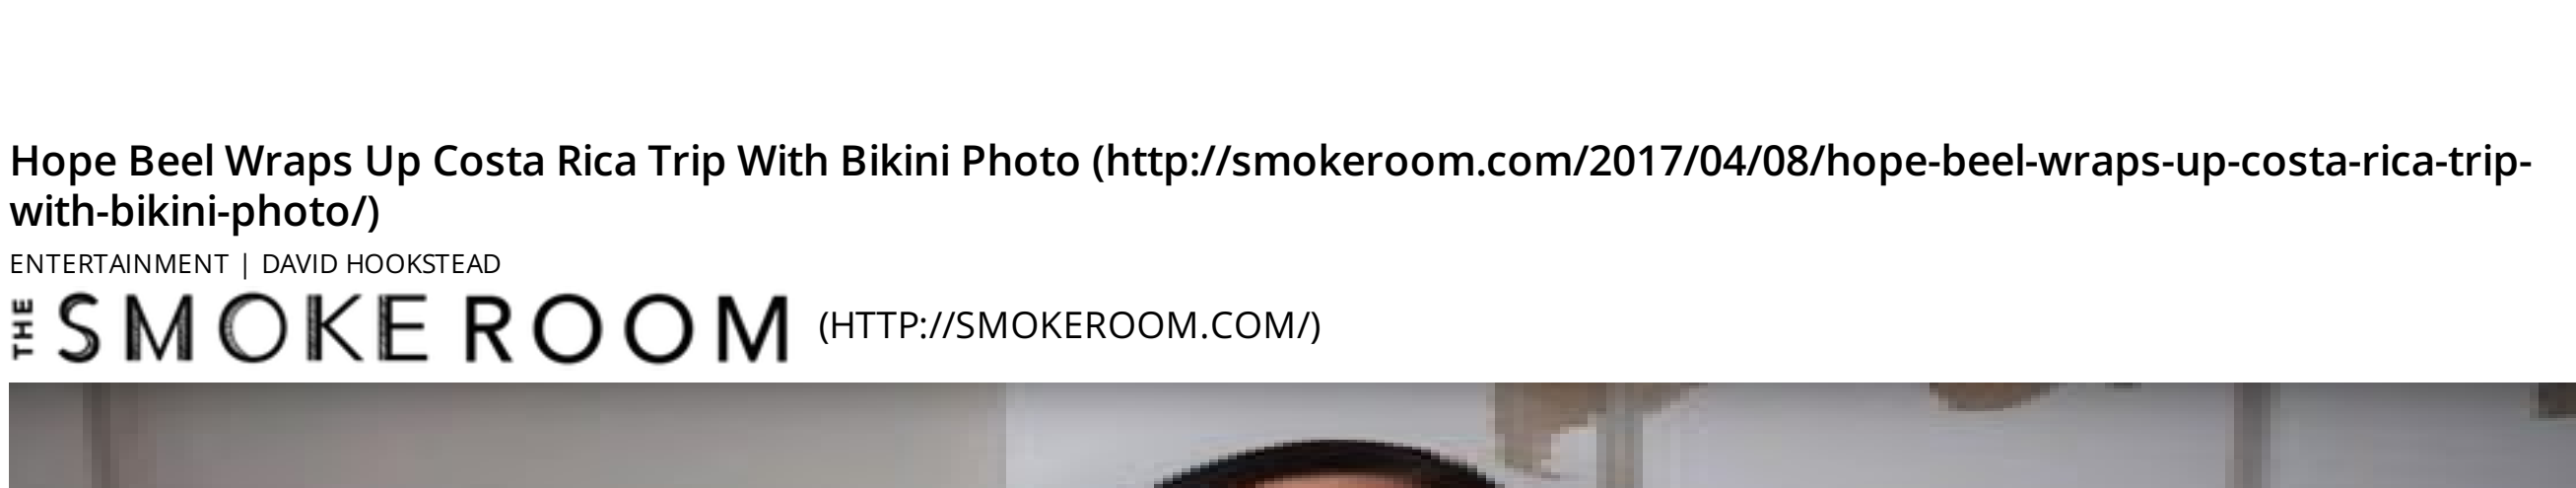 Hope Beel Wraps Up Costa Rica Trip With Bikini Photo (http://smokeroom.com/2017/04/08/hope-beel-wraps-up-costa-rica-trip-
with-bikini-photo/)
ENTERTAINMENT | DAVID HOOKSTEAD
THE SMOKE ROOM (HTTP://SMOKEROOM.COM/)